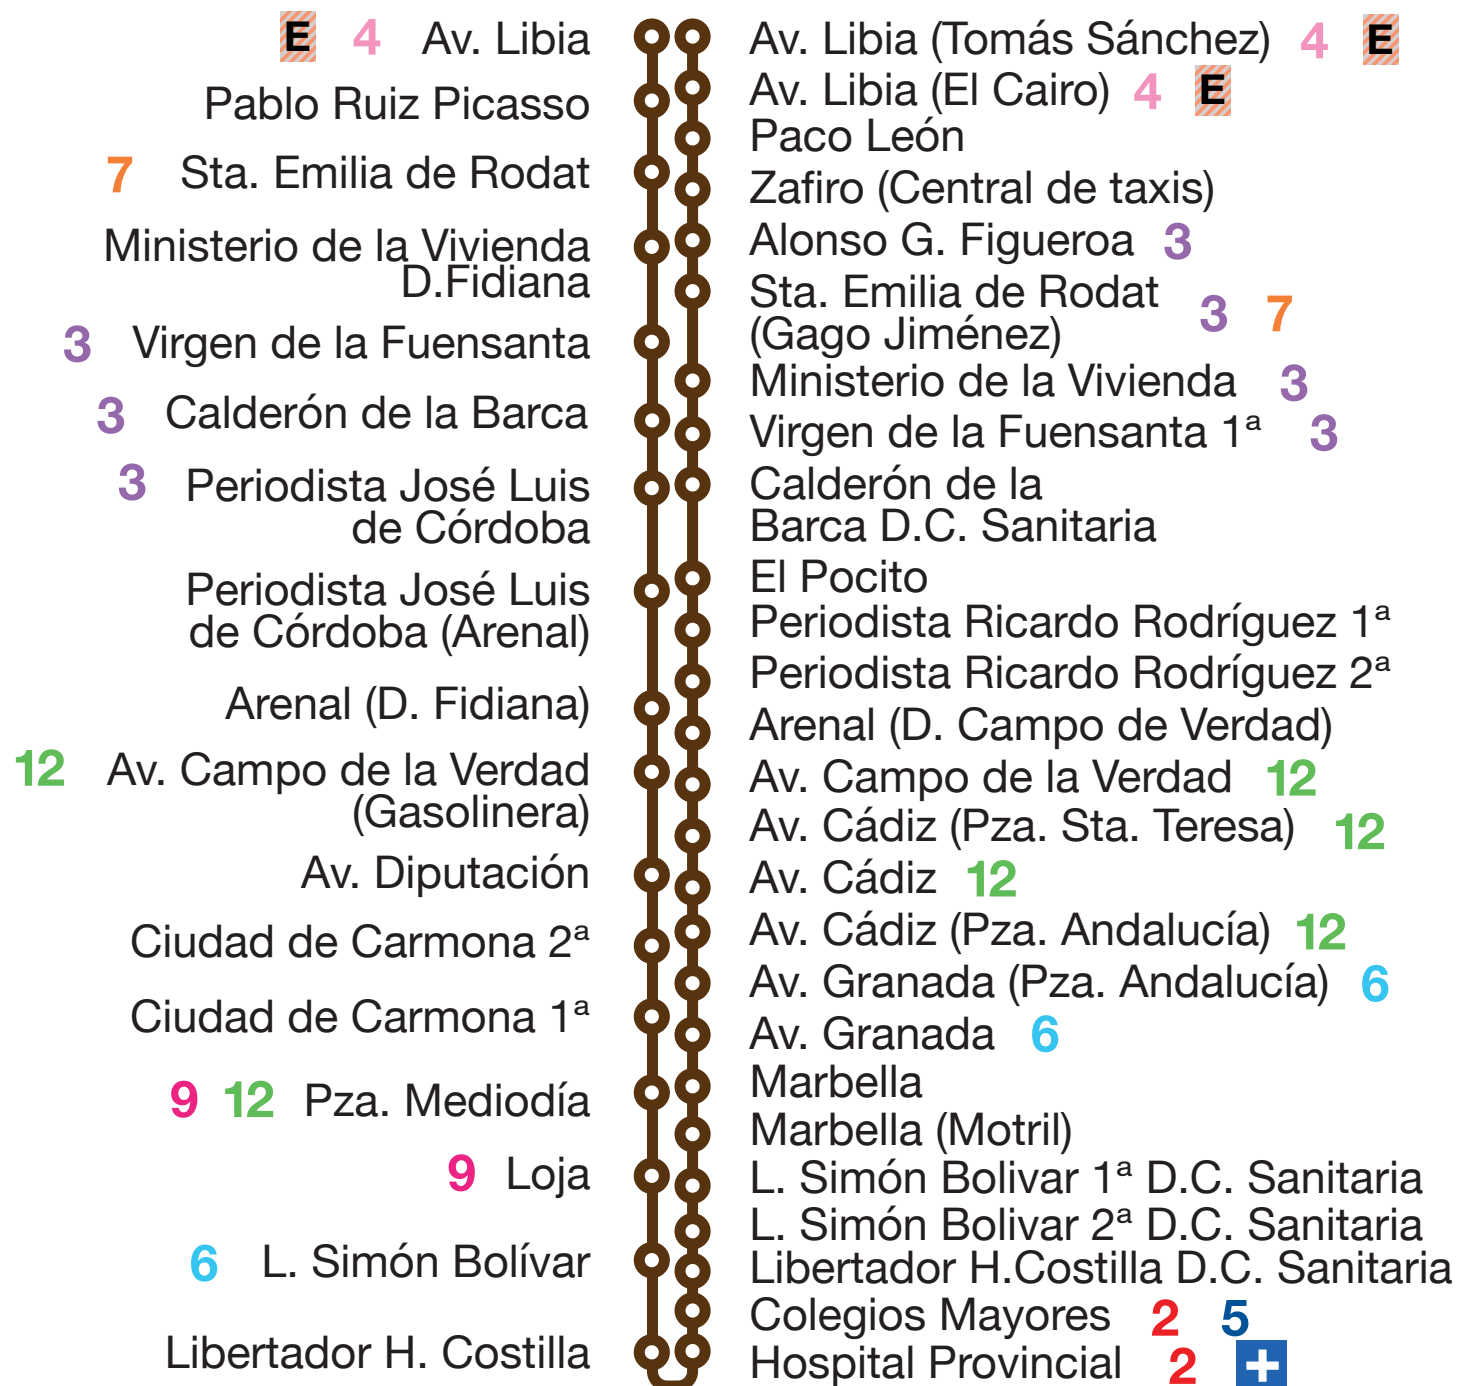 E 4 Av. Libia
Pablo Ruiz Picasso
7 Sta. Emilia de Rodat
Ministerio de la Vivienda
D.Fidiana
3 Virgen de la Fuensanta
3 Calderón de la Barca
3 Periodista José Luis
de Córdoba
Periodista José Luis
de Córdoba (Arenal)
Arenal (D. Fidiana)
12 Av. Campo de la Verdad
(Gasolinera)
Av. Diputación
Ciudad de Carmona 2ª
Ciudad de Carmona 1ª
9 12 Pza. Mediodía
9 Loja
6 L. Simón Bolívar
Libertador H. Costilla
Av. Libia (Tomás Sánchez) 4 E
Av. Libia (El Cairo) 4 E
Paco León
Zafiro (Central de taxis)
Alonso G. Figueroa 3
Sta. Emilia de Rodat
(Gago Jiménez) 3 7
Ministerio de la Vivienda 3
Virgen de la Fuensanta 1ª 3
Calderón de la
Barca D.C. Sanitaria
El Pocito
Periodista Ricardo Rodríguez 1ª
Periodista Ricardo Rodríguez 2ª
Arenal (D. Campo de Verdad)
Av. Campo de la Verdad 12
Av. Cádiz (Pza. Sta. Teresa) 12
Av. Cádiz 12
Av. Cádiz (Pza. Andalucía) 12
Av. Granada (Pza. Andalucía) 6
Av. Granada 6
Marbella
Marbella (Motril)
L. Simón Bolivar 1ª D.C. Sanitaria
L. Simón Bolivar 2ª D.C. Sanitaria
Libertador H.Costilla D.C. Sanitaria
Colegios Mayores 2 5
Hospital Provincial 2